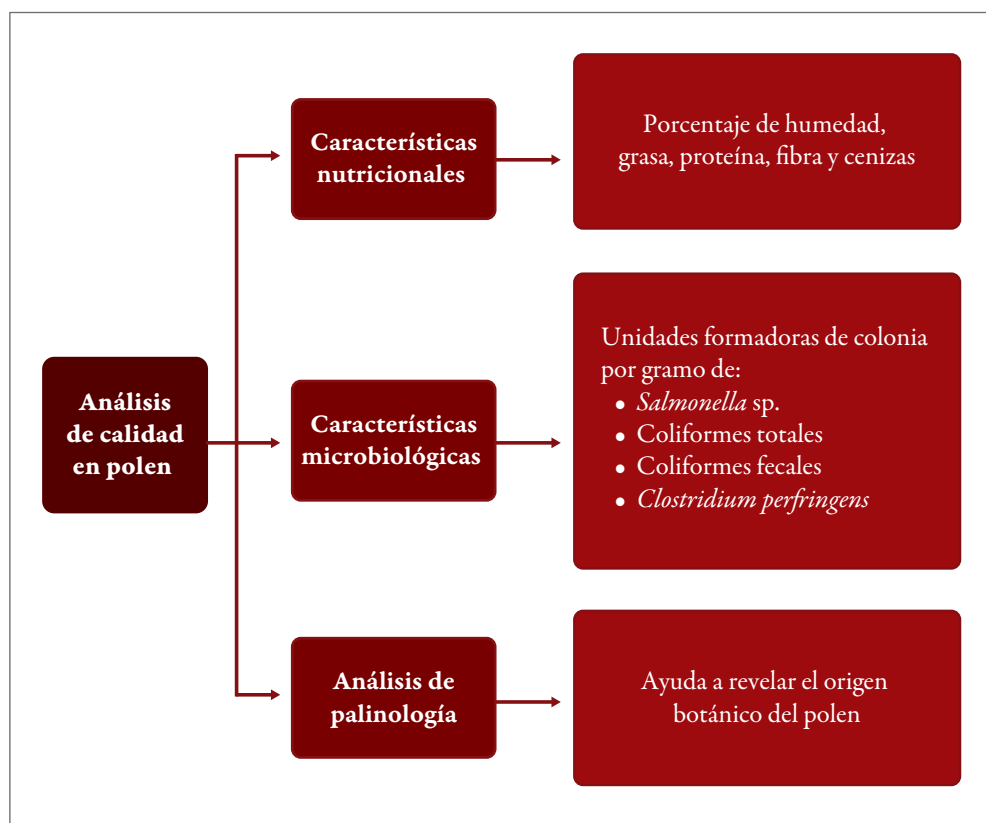 Análisis
de calidad
en polen
Características
nutricionales
Porcentaje de humedad,
grasa, proteína, fibra y cenizas
Características
microbiológicas
Unidades formadoras de colonia
por gramo de:
• Salmonella sp.
• Coliformes totales
• Coliformes fecales
• Clostridium perfringens
Análisis de
palinología
Ayuda a revelar el origen
botánico del polen